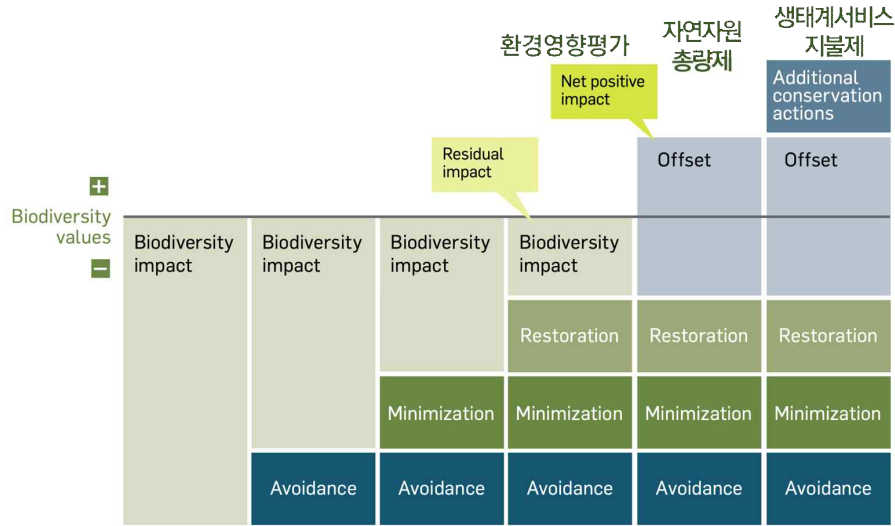 환경영향평가
자연자원
총량제
생태계서비스
지불제
Net positive
impact
Additional
conservation
actions
Residual
impact
Offset
Offset
+
Biodiversity
values
−
Biodiversity
impact
Biodiversity
impact
Biodiversity
impact
Biodiversity
impact
Restoration
Restoration
Restoration
Minimization
Minimization
Minimization
Minimization
Avoidance
Avoidance
Avoidance
Avoidance
Avoidance